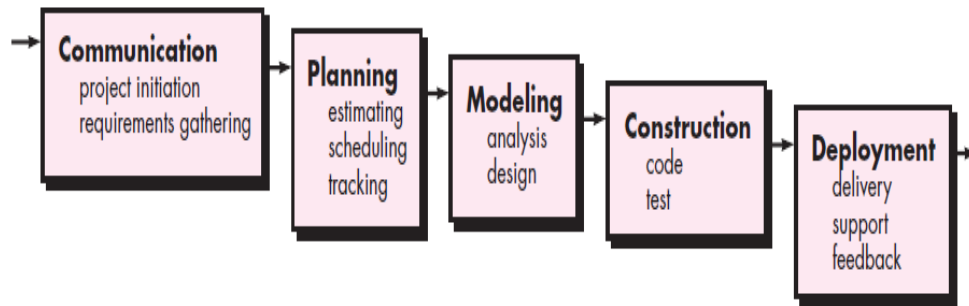 Communication
project initiation
requirements gathering
Planning
estimating
scheduling
tracking
Modeling
analysis
design
Construction
code
test
Deployment
delivery
support
feedback